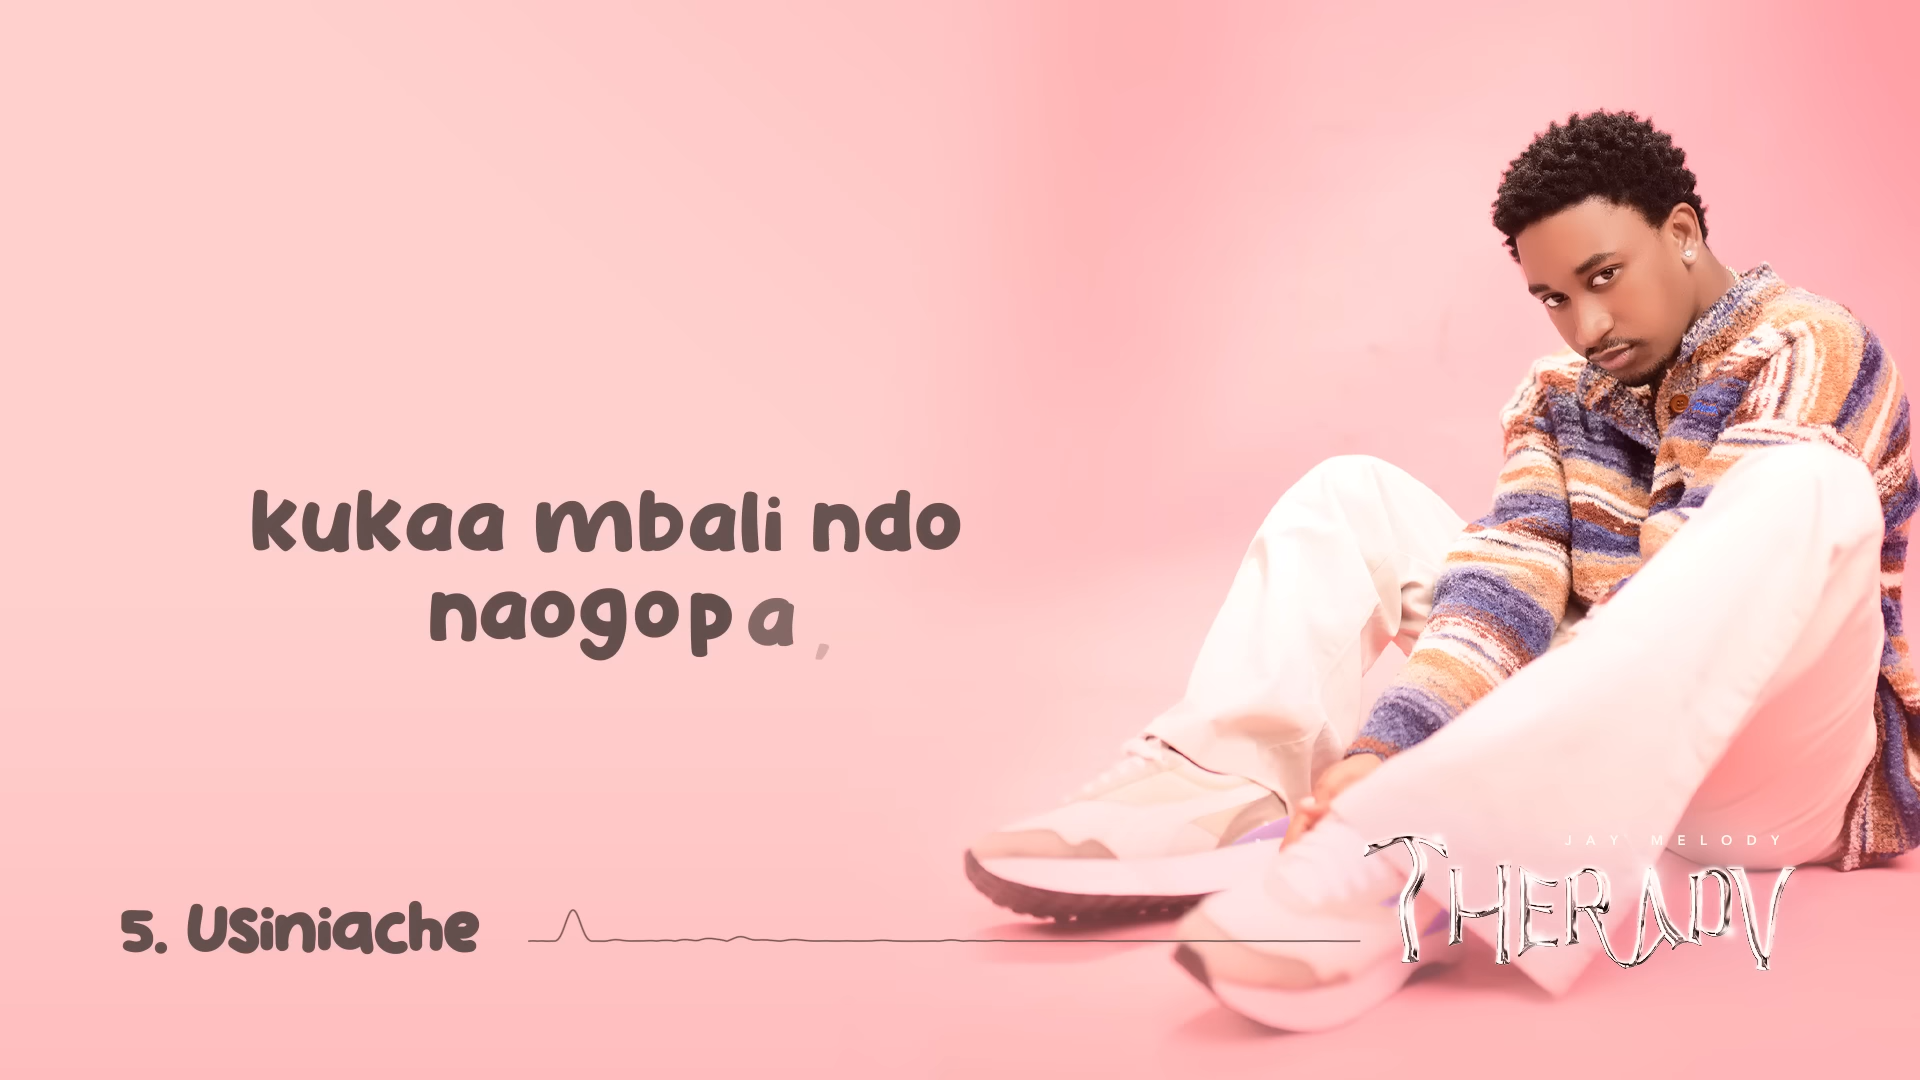 kukaa mbali ndo
naogopa,
5. Usiniache
JAY MELODY
THERAPY